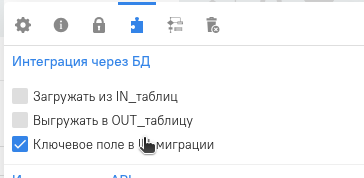 Интеграция через БД
Загружать из IN_таблиц
Выгружать в OUT_таблицу
Ключевое поле в миграции